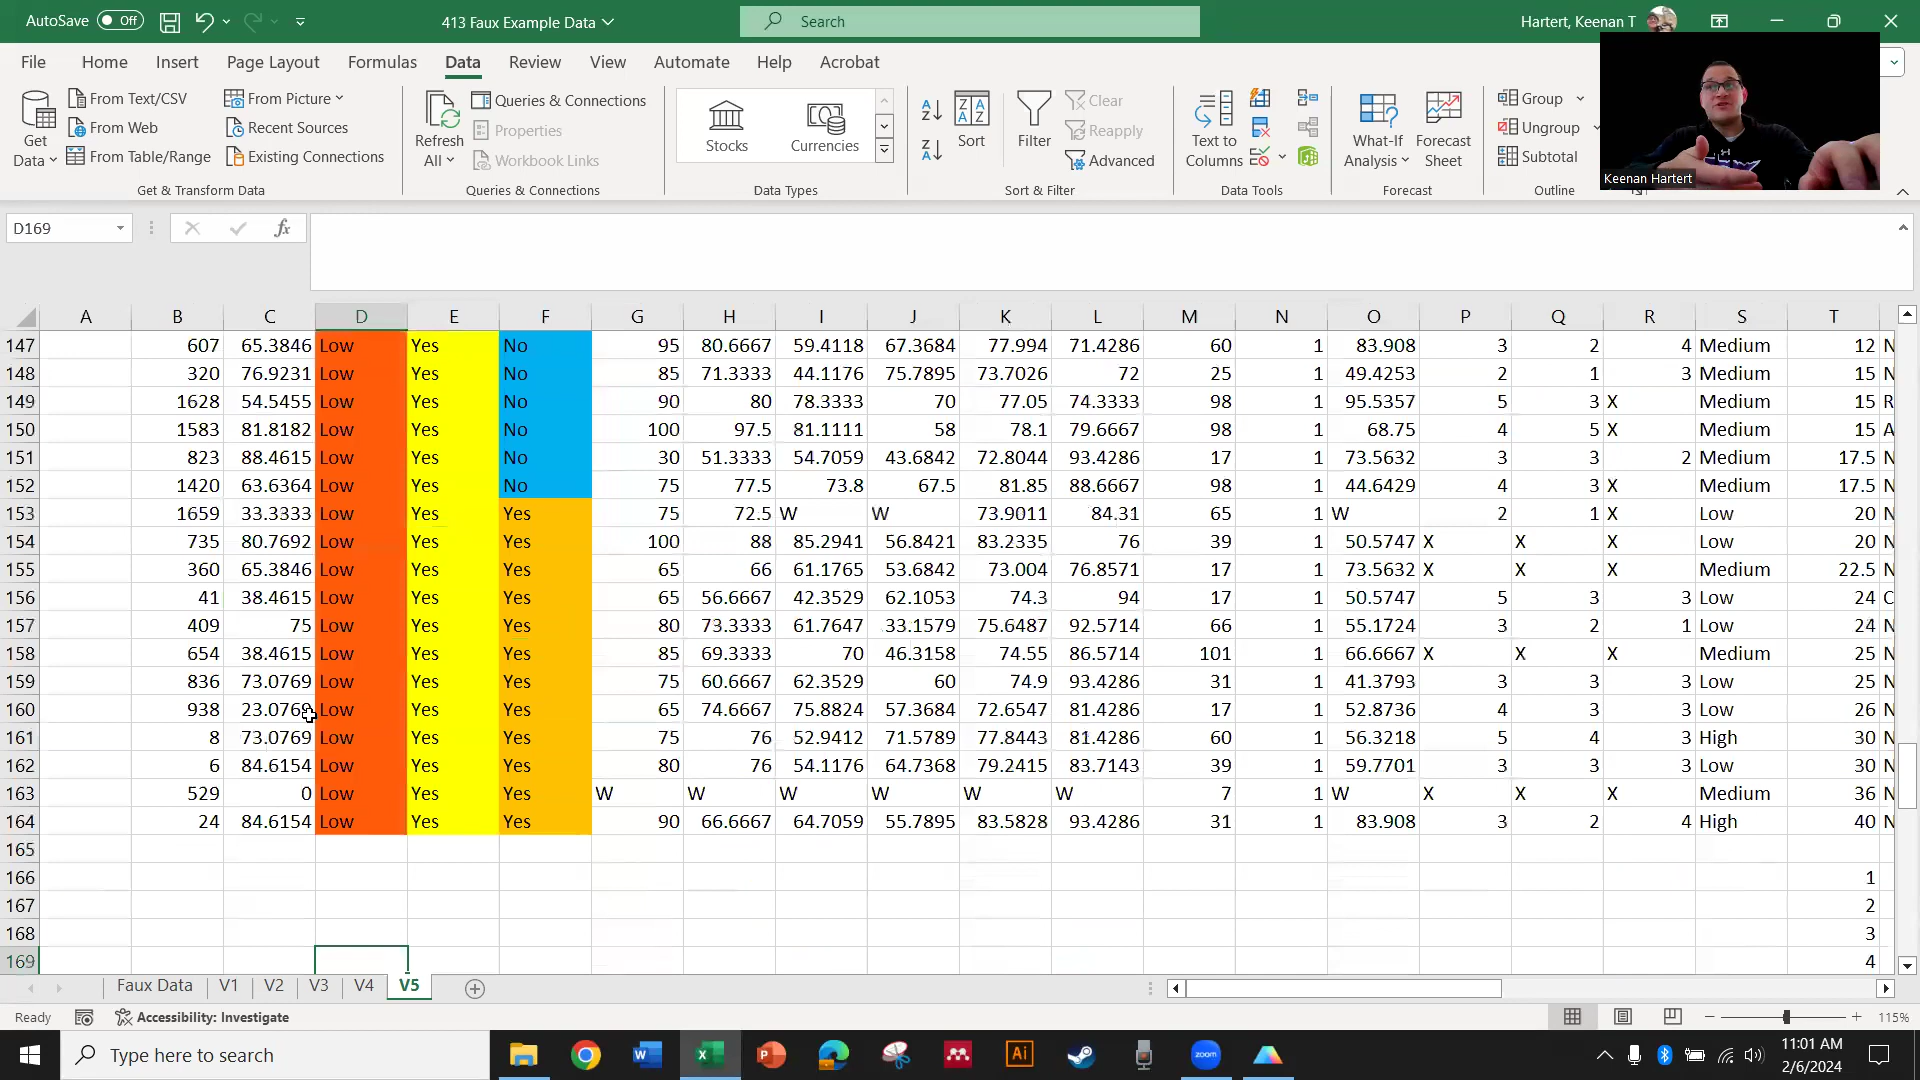 AutoSave Off 413 Faux Example Data Search Hartert, Keenan T
File Home Insert Page Layout Formulas Data Review View Automate Help Acrobat
Get Data From Text/CSV From Web From Table/Range From Picture Recent Sources Existing Connections
Refresh All Queries & Connections Properties Workbook Links
Stocks Currencies
A Z Z A Sort Filter Clear Reapply Advanced
Text to Columns What-If Analysis Forecast Sheet Group Ungroup Subtotal
Keenan Hartert
Get & Transform Data Queries & Connections Data Types Sort & Filter Data Tools Forecast Outline
D169 fx
A B C D E F G H I J K L M N O P Q R S T
147 607 65.3846 Low Yes No 95 80.6667 59.4118 67.3684 77.994 71.4286 60 1 83.908 3 2 4 Medium 12 N
148 320 76.9231 Low Yes No 85 71.3333 44.1176 75.7895 73.7026 72 25 1 49.4253 2 1 3 Medium 15 N
149 1628 54.5455 Low Yes No 90 80 78.3333 70 77.05 74.3333 98 1 95.5357 5 3 X Medium 15 R
150 1583 81.8182 Low Yes No 100 97.5 81.1111 58 78.1 79.6667 98 1 68.75 4 5 X Medium 15 A
151 823 88.4615 Low Yes No 30 51.3333 54.7059 43.6842 72.8044 93.4286 17 1 73.5632 3 3 2 Medium 17.5 N
152 1420 63.6364 Low Yes No 75 77.5 73.8 67.5 81.85 88.6667 98 1 44.6429 4 3 X Medium 17.5 N
153 1659 33.3333 Low Yes Yes 75 72.5 W W 73.9011 84.31 65 1 W 2 1 X Low 20 N
154 735 80.7692 Low Yes Yes 100 88 85.2941 56.8421 83.2335 76 39 1 50.5747 X X X Low 20 N
155 360 65.3846 Low Yes Yes 65 66 61.1765 53.6842 73.004 76.8571 17 1 73.5632 X X X Medium 22.5 N
156 41 38.4615 Low Yes Yes 65 56.6667 42.3529 62.1053 74.3 94 17 1 50.5747 5 3 3 Low 24 C
157 409 75 Low Yes Yes 80 73.3333 61.7647 33.1579 75.6487 92.5714 66 1 55.1724 3 2 1 Low 24 N
158 654 38.4615 Low Yes Yes 85 69.3333 70 46.3158 74.55 86.5714 101 1 66.6667 X X X Medium 25 N
159 836 73.0769 Low Yes Yes 75 60.6667 62.3529 60 74.9 93.4286 31 1 41.3793 3 3 3 Low 25 N
160 938 23.0769 Low Yes Yes 65 74.6667 75.8824 57.3684 72.6547 81.4286 17 1 52.8736 4 3 3 Low 26 N
161 8 73.0769 Low Yes Yes 75 76 52.9412 71.5789 77.8443 81.4286 60 1 56.3218 5 4 3 High 30 N
162 6 84.6154 Low Yes Yes 80 76 54.1176 64.7368 79.2415 83.7143 39 1 59.7701 3 3 3 Low 30 N
163 529 0 Low Yes Yes W W W W W W 7 1 W X X X Medium 36 N
164 24 84.6154 Low Yes Yes 90 66.6667 64.7059 55.7895 83.5828 93.4286 31 1 83.908 3 2 4 High 40 N
165
166 1
167 2
168 3
169 4
Faux Data V1 V2 V3 V4 V5
Ready Accessibility: Investigate 115%
Type here to search zoom Ai 11:01 AM
2/6/2024